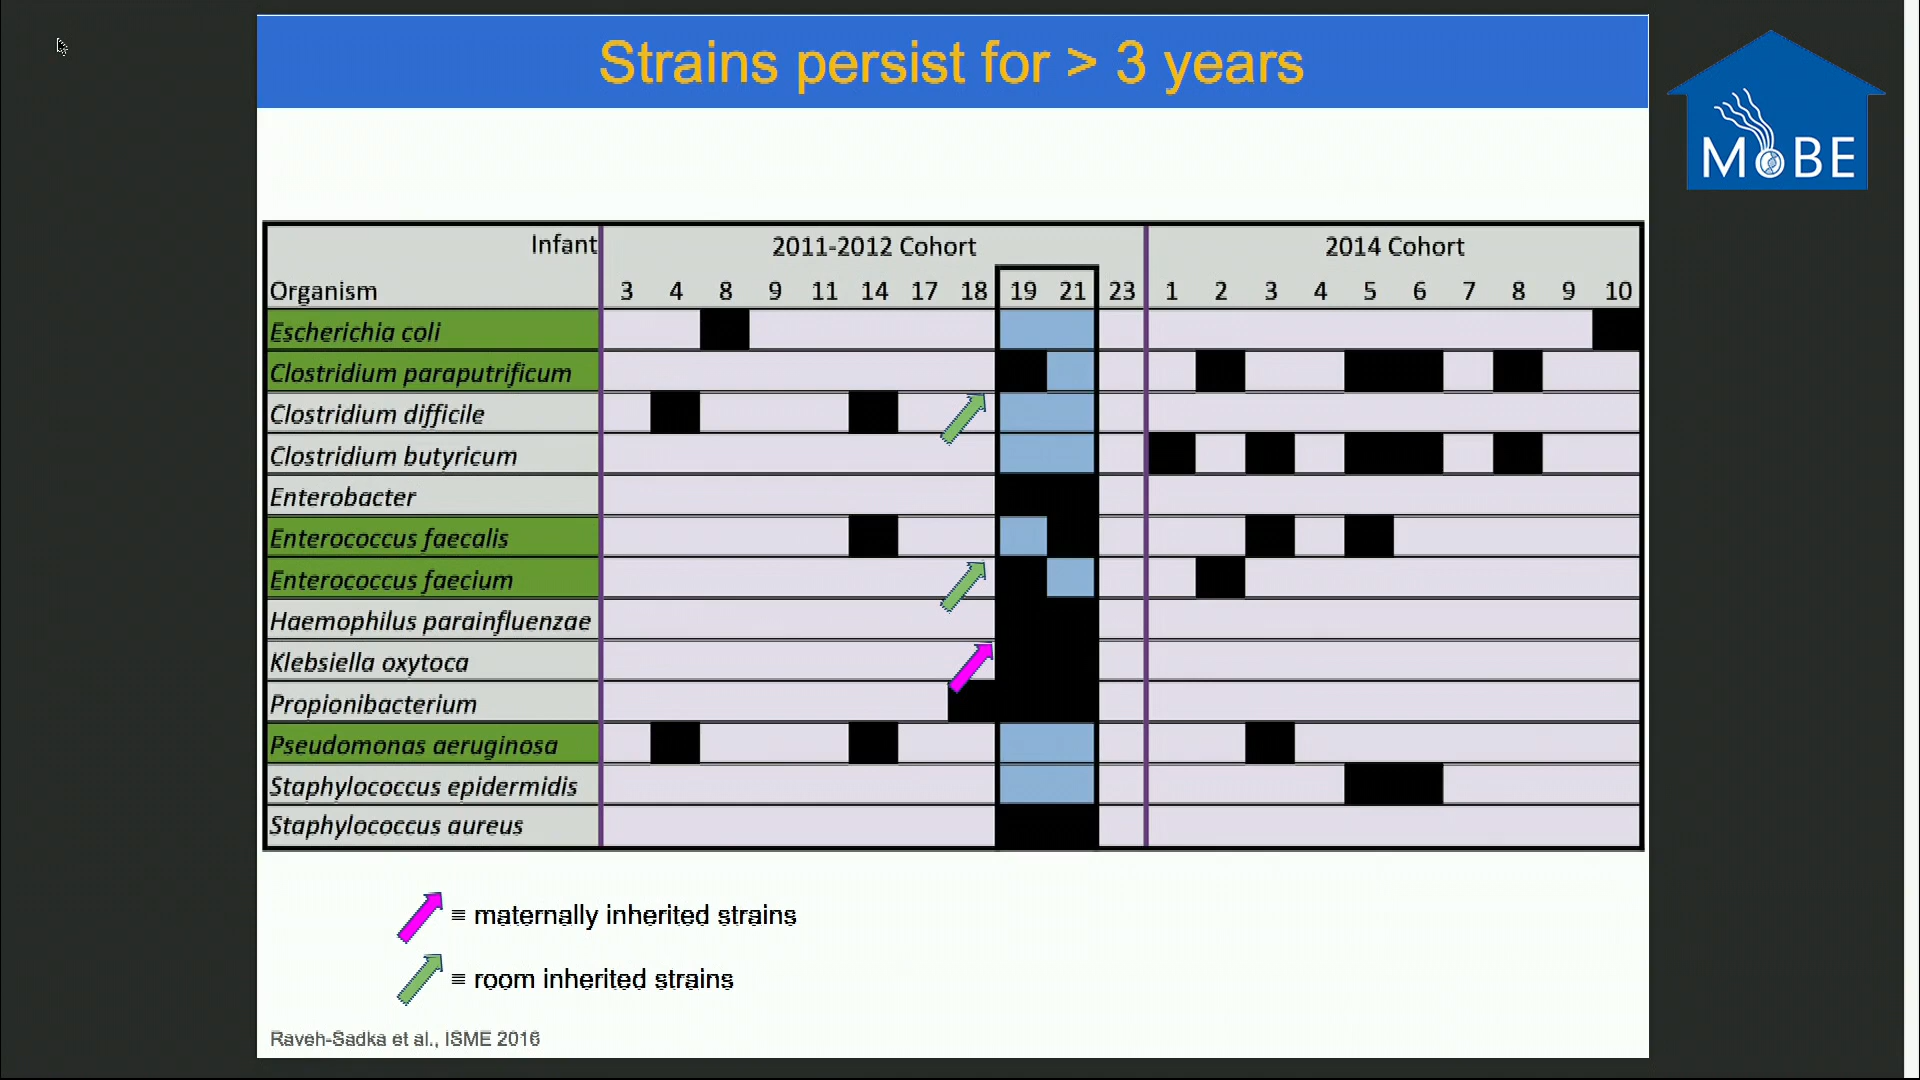 Strains persist for > 3 years
MBE
Infant 2011-2012 Cohort 2014 Cohort
Organism 3 4 8 9 11 14 17 18 19 21 23 1 2 3 4 5 6 7 8 9 10
Escherichia coli
Clostridium paraputrificum
Clostridium difficile
Clostridium butyricum
Enterobacter
Enterococcus faecalis
Enterococcus faecium
Haemophilus parainfluenzae
Klebsiella oxytoca
Propionibacterium
Pseudomonas aeruginosa
Staphylococcus epidermidis
Staphylococcus aureus
= maternally inherited strains
= room inherited strains
Raveh-Sadka et al., ISME 2016